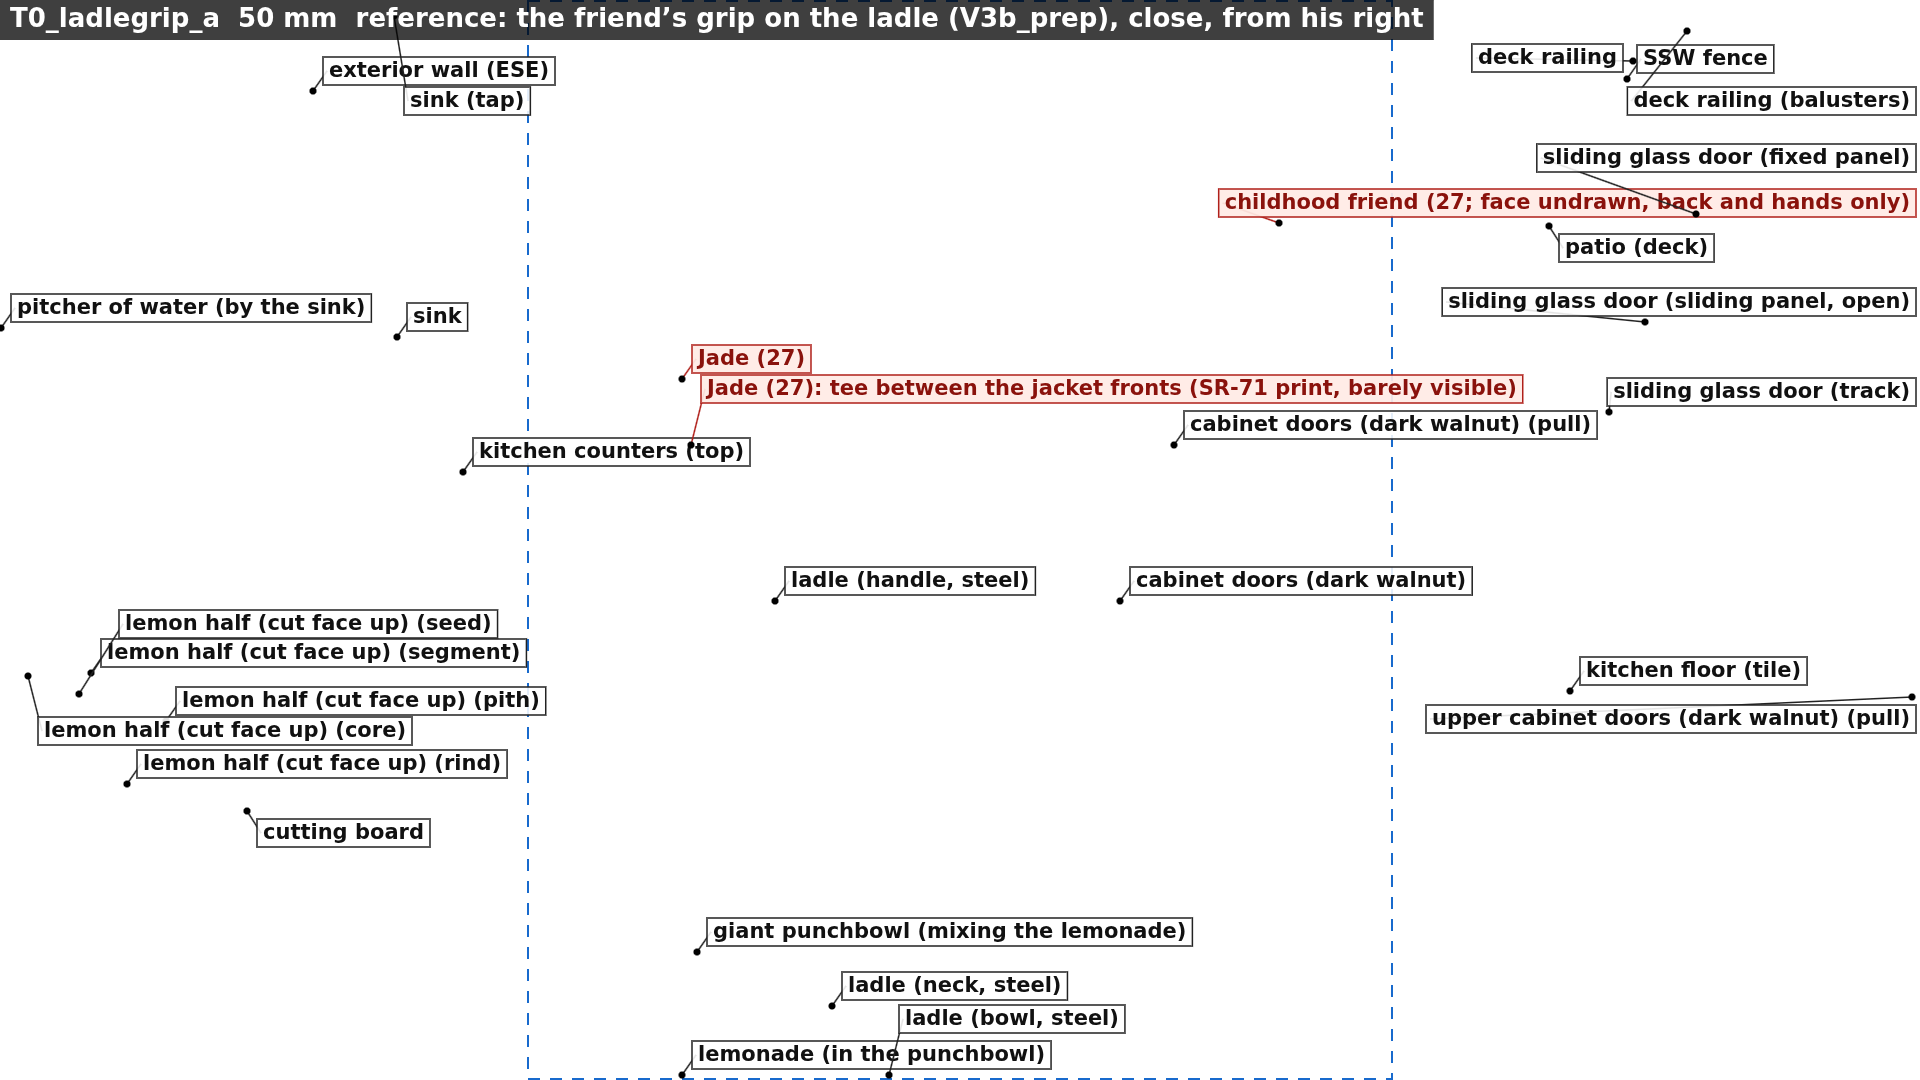 T0_ladlegrip_a  50 mm  reference: the friend’s grip on the ladle (V3b_prep), close, from his right
deck railing
SSW fence
exterior wall (ESE)
sink (tap)
deck railing (balusters)
sliding glass door (fixed panel)
childhood friend (27; face undrawn, back and hands only)
patio (deck)
sliding glass door (sliding panel, open)
pitcher of water (by the sink)
sink
Jade (27)
Jade (27): tee between the jacket fronts (SR-71 print, barely visible)
sliding glass door (track)
cabinet doors (dark walnut) (pull)
kitchen counters (top)
ladle (handle, steel)
cabinet doors (dark walnut)
lemon half (cut face up) (seed)
lemon half (cut face up) (segment)
kitchen floor (tile)
lemon half (cut face up) (pith)
upper cabinet doors (dark walnut) (pull)
lemon half (cut face up) (core)
lemon half (cut face up) (rind)
cutting board
giant punchbowl (mixing the lemonade)
ladle (neck, steel)
ladle (bowl, steel)
lemonade (in the punchbowl)